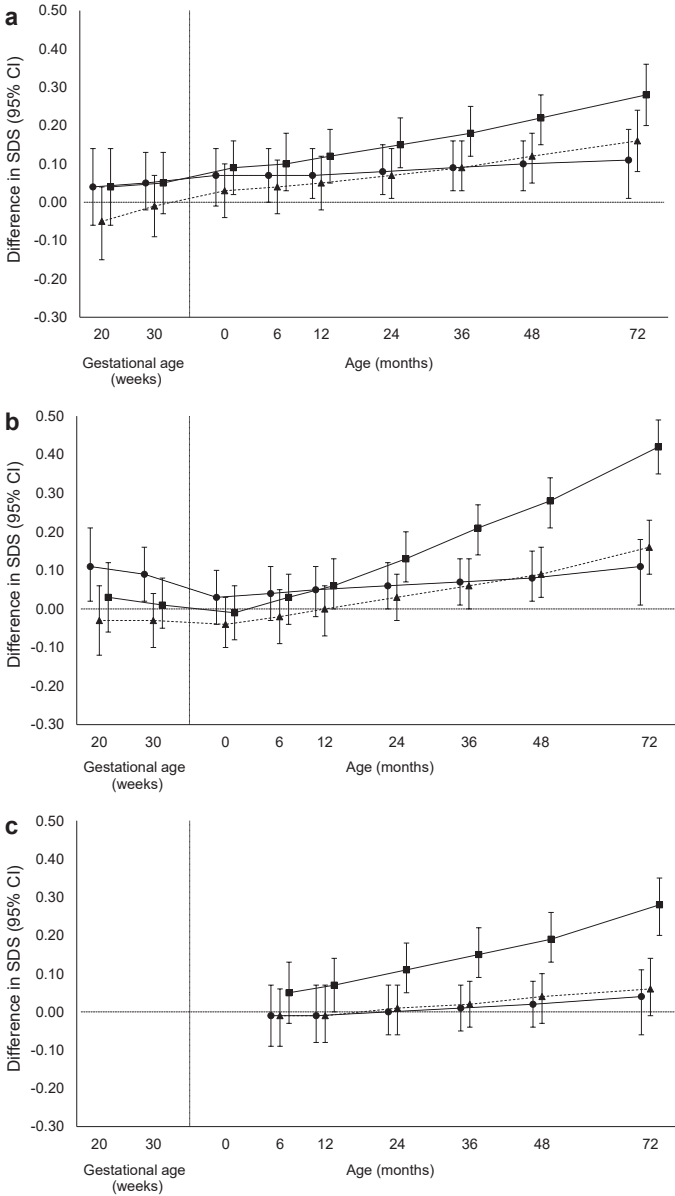 a
Difference in SDS (95% CI)
0.50
0.40
0.30
0.20
0.10
0.00
-0.10
-0.20
-0.30
20 30 0 6 12 24 36 48 72
Gestational age
(weeks)
Age (months)
b
Difference in SDS (95% CI)
0.50
0.40
0.30
0.20
0.10
0.00
-0.10
-0.20
-0.30
20 30 0 6 12 24 36 48 72
Gestational age
(weeks)
Age (months)
c
Difference in SDS (95% CI)
0.50
0.40
0.30
0.20
0.10
0.00
-0.10
-0.20
-0.30
20 30 0 6 12 24 36 48 72
Gestational age
(weeks)
Age (months)